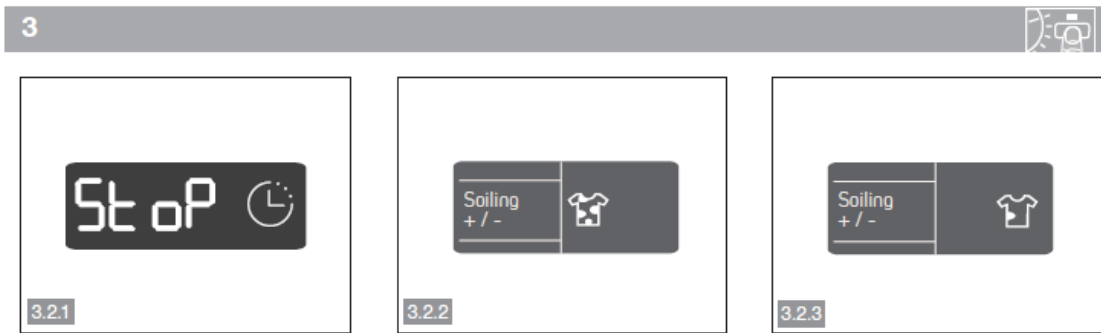 3
StoP
Soiling
+ / -
Soiling
+ / -
3.2.1
3.2.2
3.2.3